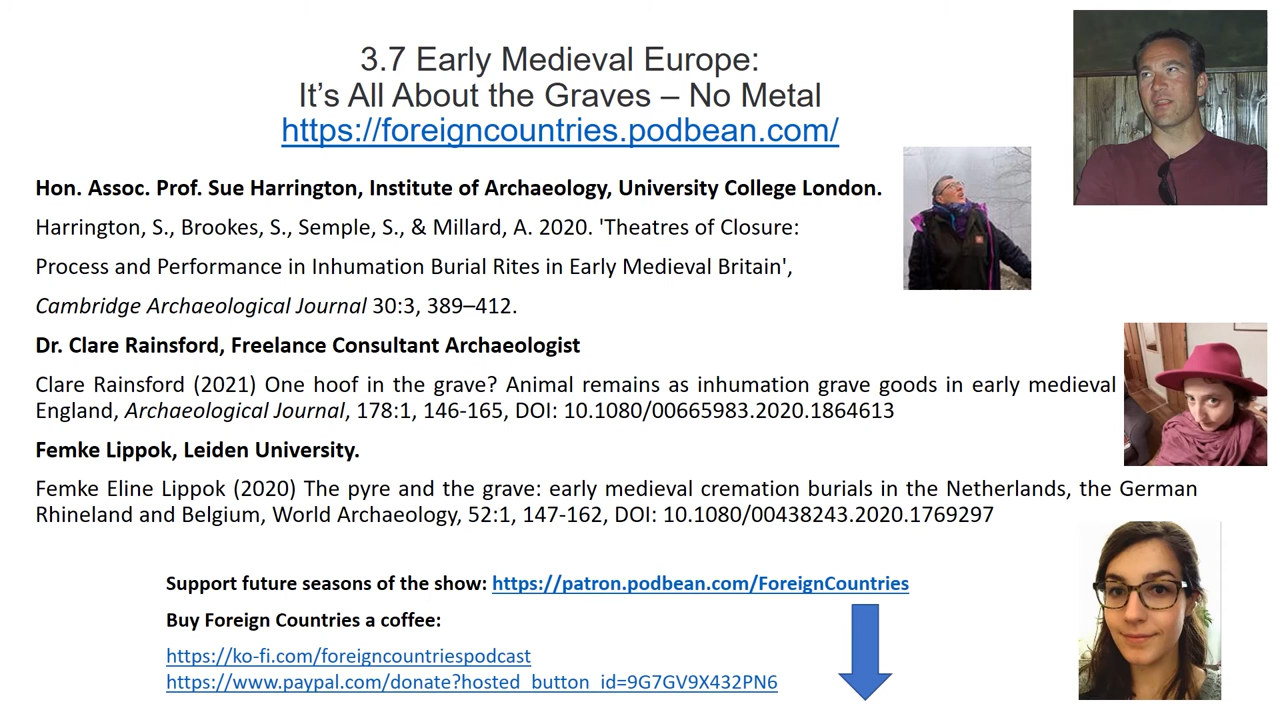 3.7 Early Medieval Europe:
It’s All About the Graves – No Metal
https://foreigncountries.podbean.com/
Hon. Assoc. Prof. Sue Harrington, Institute of Archaeology, University College London.
Harrington, S., Brookes, S., Semple, S., & Millard, A. 2020. 'Theatres of Closure:
Process and Performance in Inhumation Burial Rites in Early Medieval Britain',
Cambridge Archaeological Journal 30:3, 389–412.
Dr. Clare Rainsford, Freelance Consultant Archaeologist
Clare Rainsford (2021) One hoof in the grave? Animal remains as inhumation grave goods in early medieval
England, Archaeological Journal, 178:1, 146-165, DOI: 10.1080/00665983.2020.1864613
Femke Lippok, Leiden University.
Femke Eline Lippok (2020) The pyre and the grave: early medieval cremation burials in the Netherlands, the German
Rhineland and Belgium, World Archaeology, 52:1, 147-162, DOI: 10.1080/00438243.2020.1769297
Support future seasons of the show: https://patron.podbean.com/ForeignCountries
Buy Foreign Countries a coffee:
https://ko-fi.com/foreigncountriespodcast
https://www.paypal.com/donate?hosted_button_id=9G7GV9X432PN6